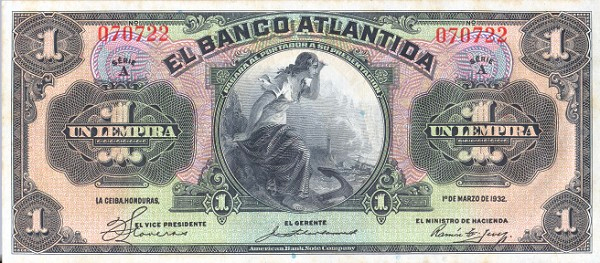 Nº Nº
070722 070722
EL BANCO ATLANTIDA
PAGARÁ AL PORTADOR A SU PRESENTACIÓN
1 1
SERIE A SERIE A
1 1
UN LEMPIRA UN LEMPIRA
LA CEIBA, HONDURAS, 1º DE MARZO DE 1932.
1 1
EL VICE PRESIDENTE EL GERENTE EL MINISTRO DE HACIENDA
American Bank Note Company